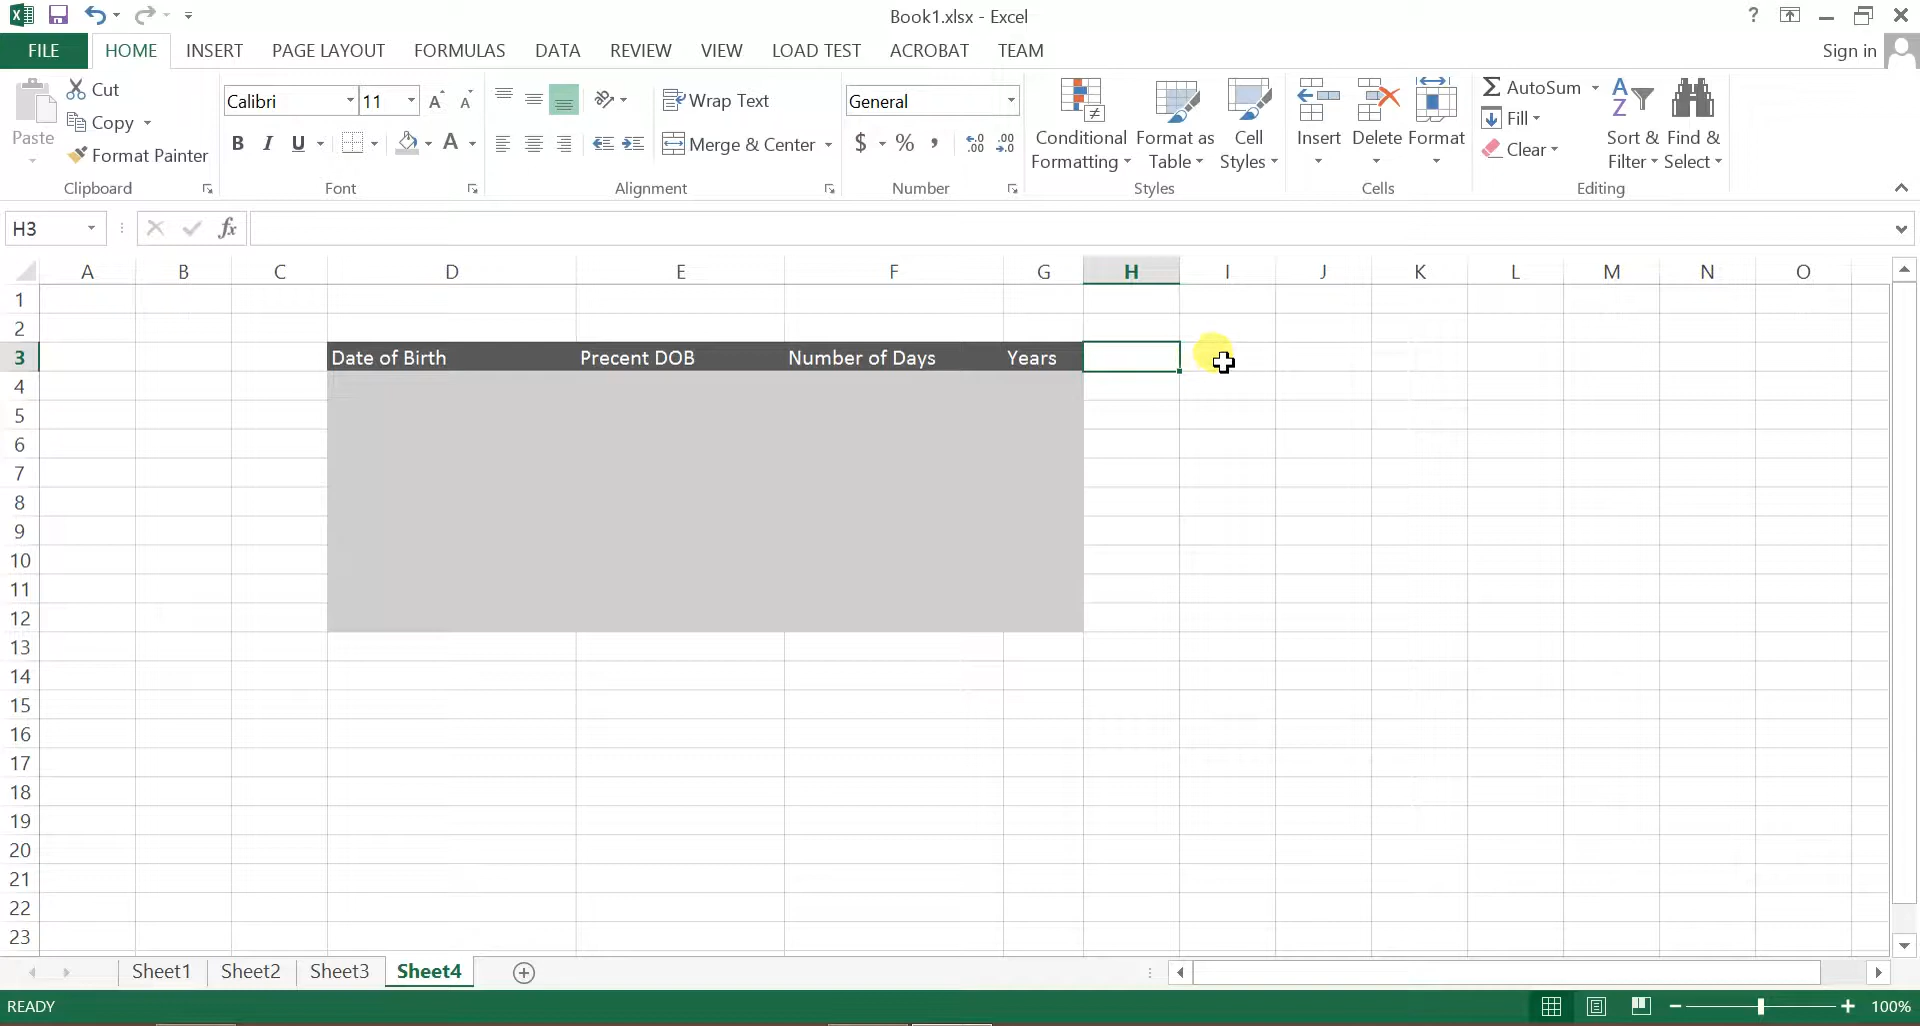 Book1.xlsx - Excel
?
FILE HOME INSERT PAGE LAYOUT FORMULAS DATA REVIEW VIEW LOAD TEST ACROBAT TEAM Sign in
Paste
Cut
Copy
Format Painter
Clipboard
Calibri 11
B I U A
Font
Wrap Text
Merge & Center
Alignment
General
$ % ,
Number
Conditional Formatting
Format as Table
Cell Styles
Styles
Insert Delete Format
Cells
AutoSum
Fill
Clear
Sort & Filter
Find & Select
Editing
H3 fx
A B C D E F G H I J K L M N O
1
2
3 Date of Birth Precent DOB Number of Days Years
4
5
6
7
8
9
10
11
12
13
14
15
16
17
18
19
20
21
22
23
Sheet1 Sheet2 Sheet3 Sheet4
READY 100%